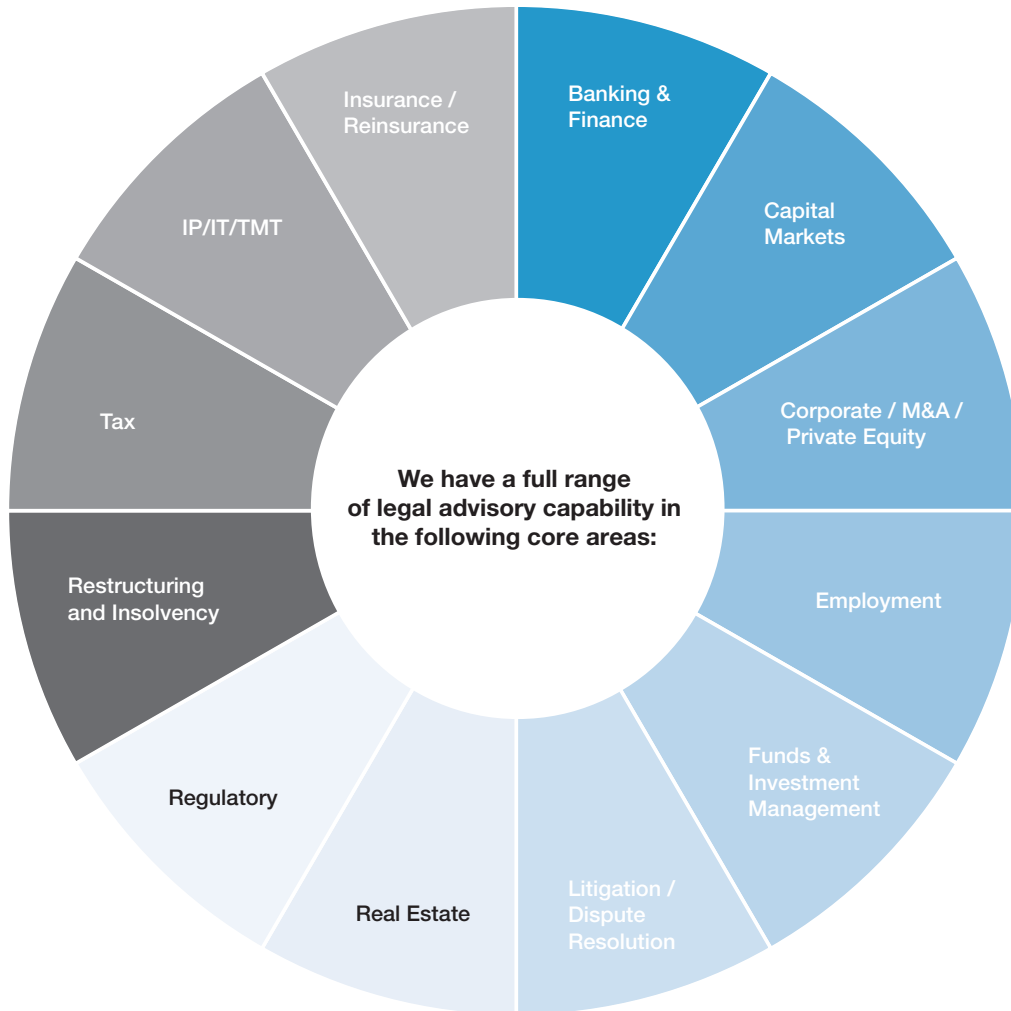 We have a full range
of legal advisory capability in
the following core areas:
Banking &
Finance
Capital
Markets
Corporate / M&A /
Private Equity
Employment
Funds &
Investment
Management
Litigation /
Dispute
Resolution
Real Estate
Regulatory
Restructuring
and Insolvency
Tax
IP/IT/TMT
Insurance /
Reinsurance